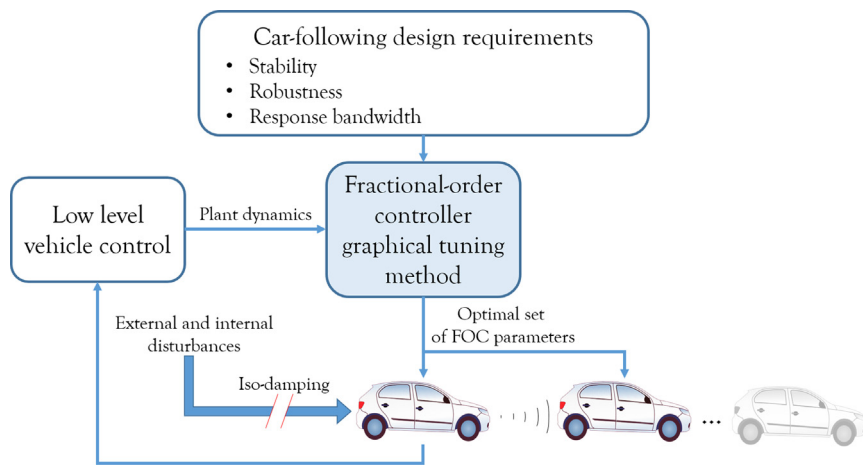 Car-following design requirements
• Stability
• Robustness
• Response bandwidth
Low level
vehicle control
Plant dynamics
Fractional-order
controller
graphical tuning
method
External and internal
disturbances
Optimal set
of FOC parameters
Iso-damping
...